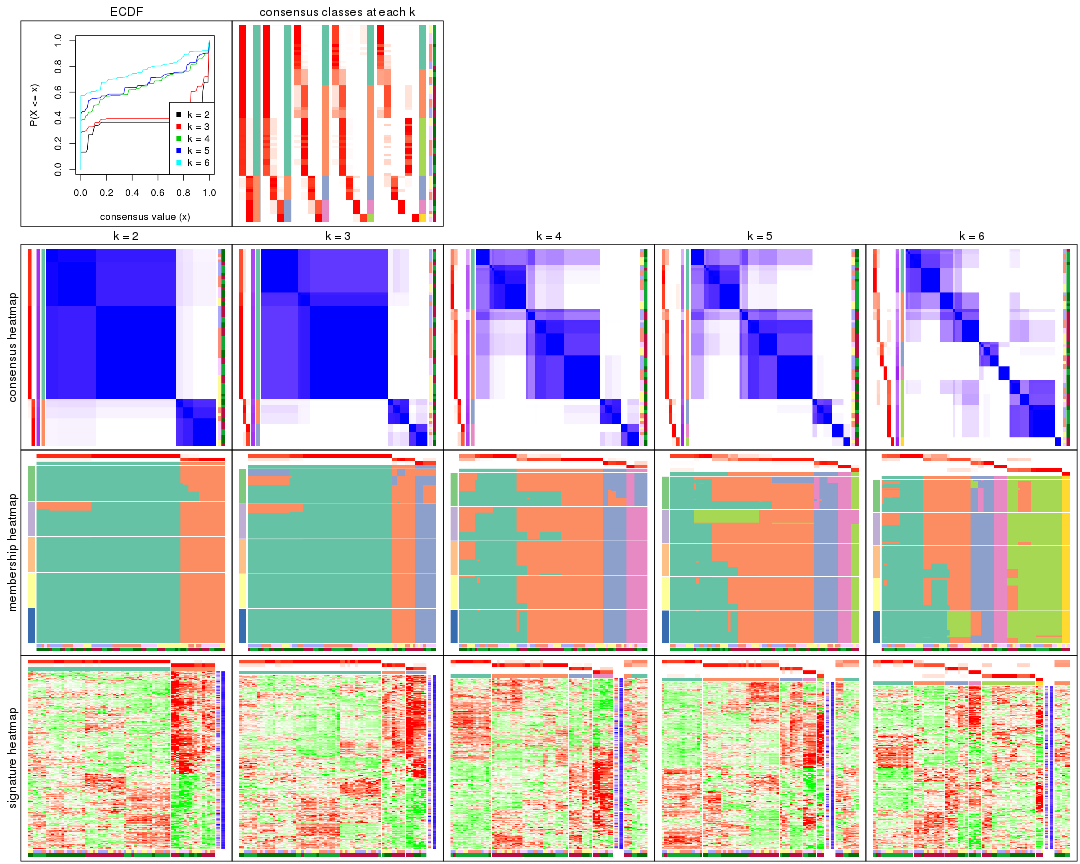 ECDF
consensus classes at each k
P(X <= x)
0.0 0.2 0.4 0.6 0.8 1.0
k = 2
k = 3
k = 4
k = 5
k = 6
0.0 0.2 0.4 0.6 0.8 1.0
consensus value (x)
k = 2
k = 3
k = 4
k = 5
k = 6
consensus heatmap
membership heatmap
signature heatmap